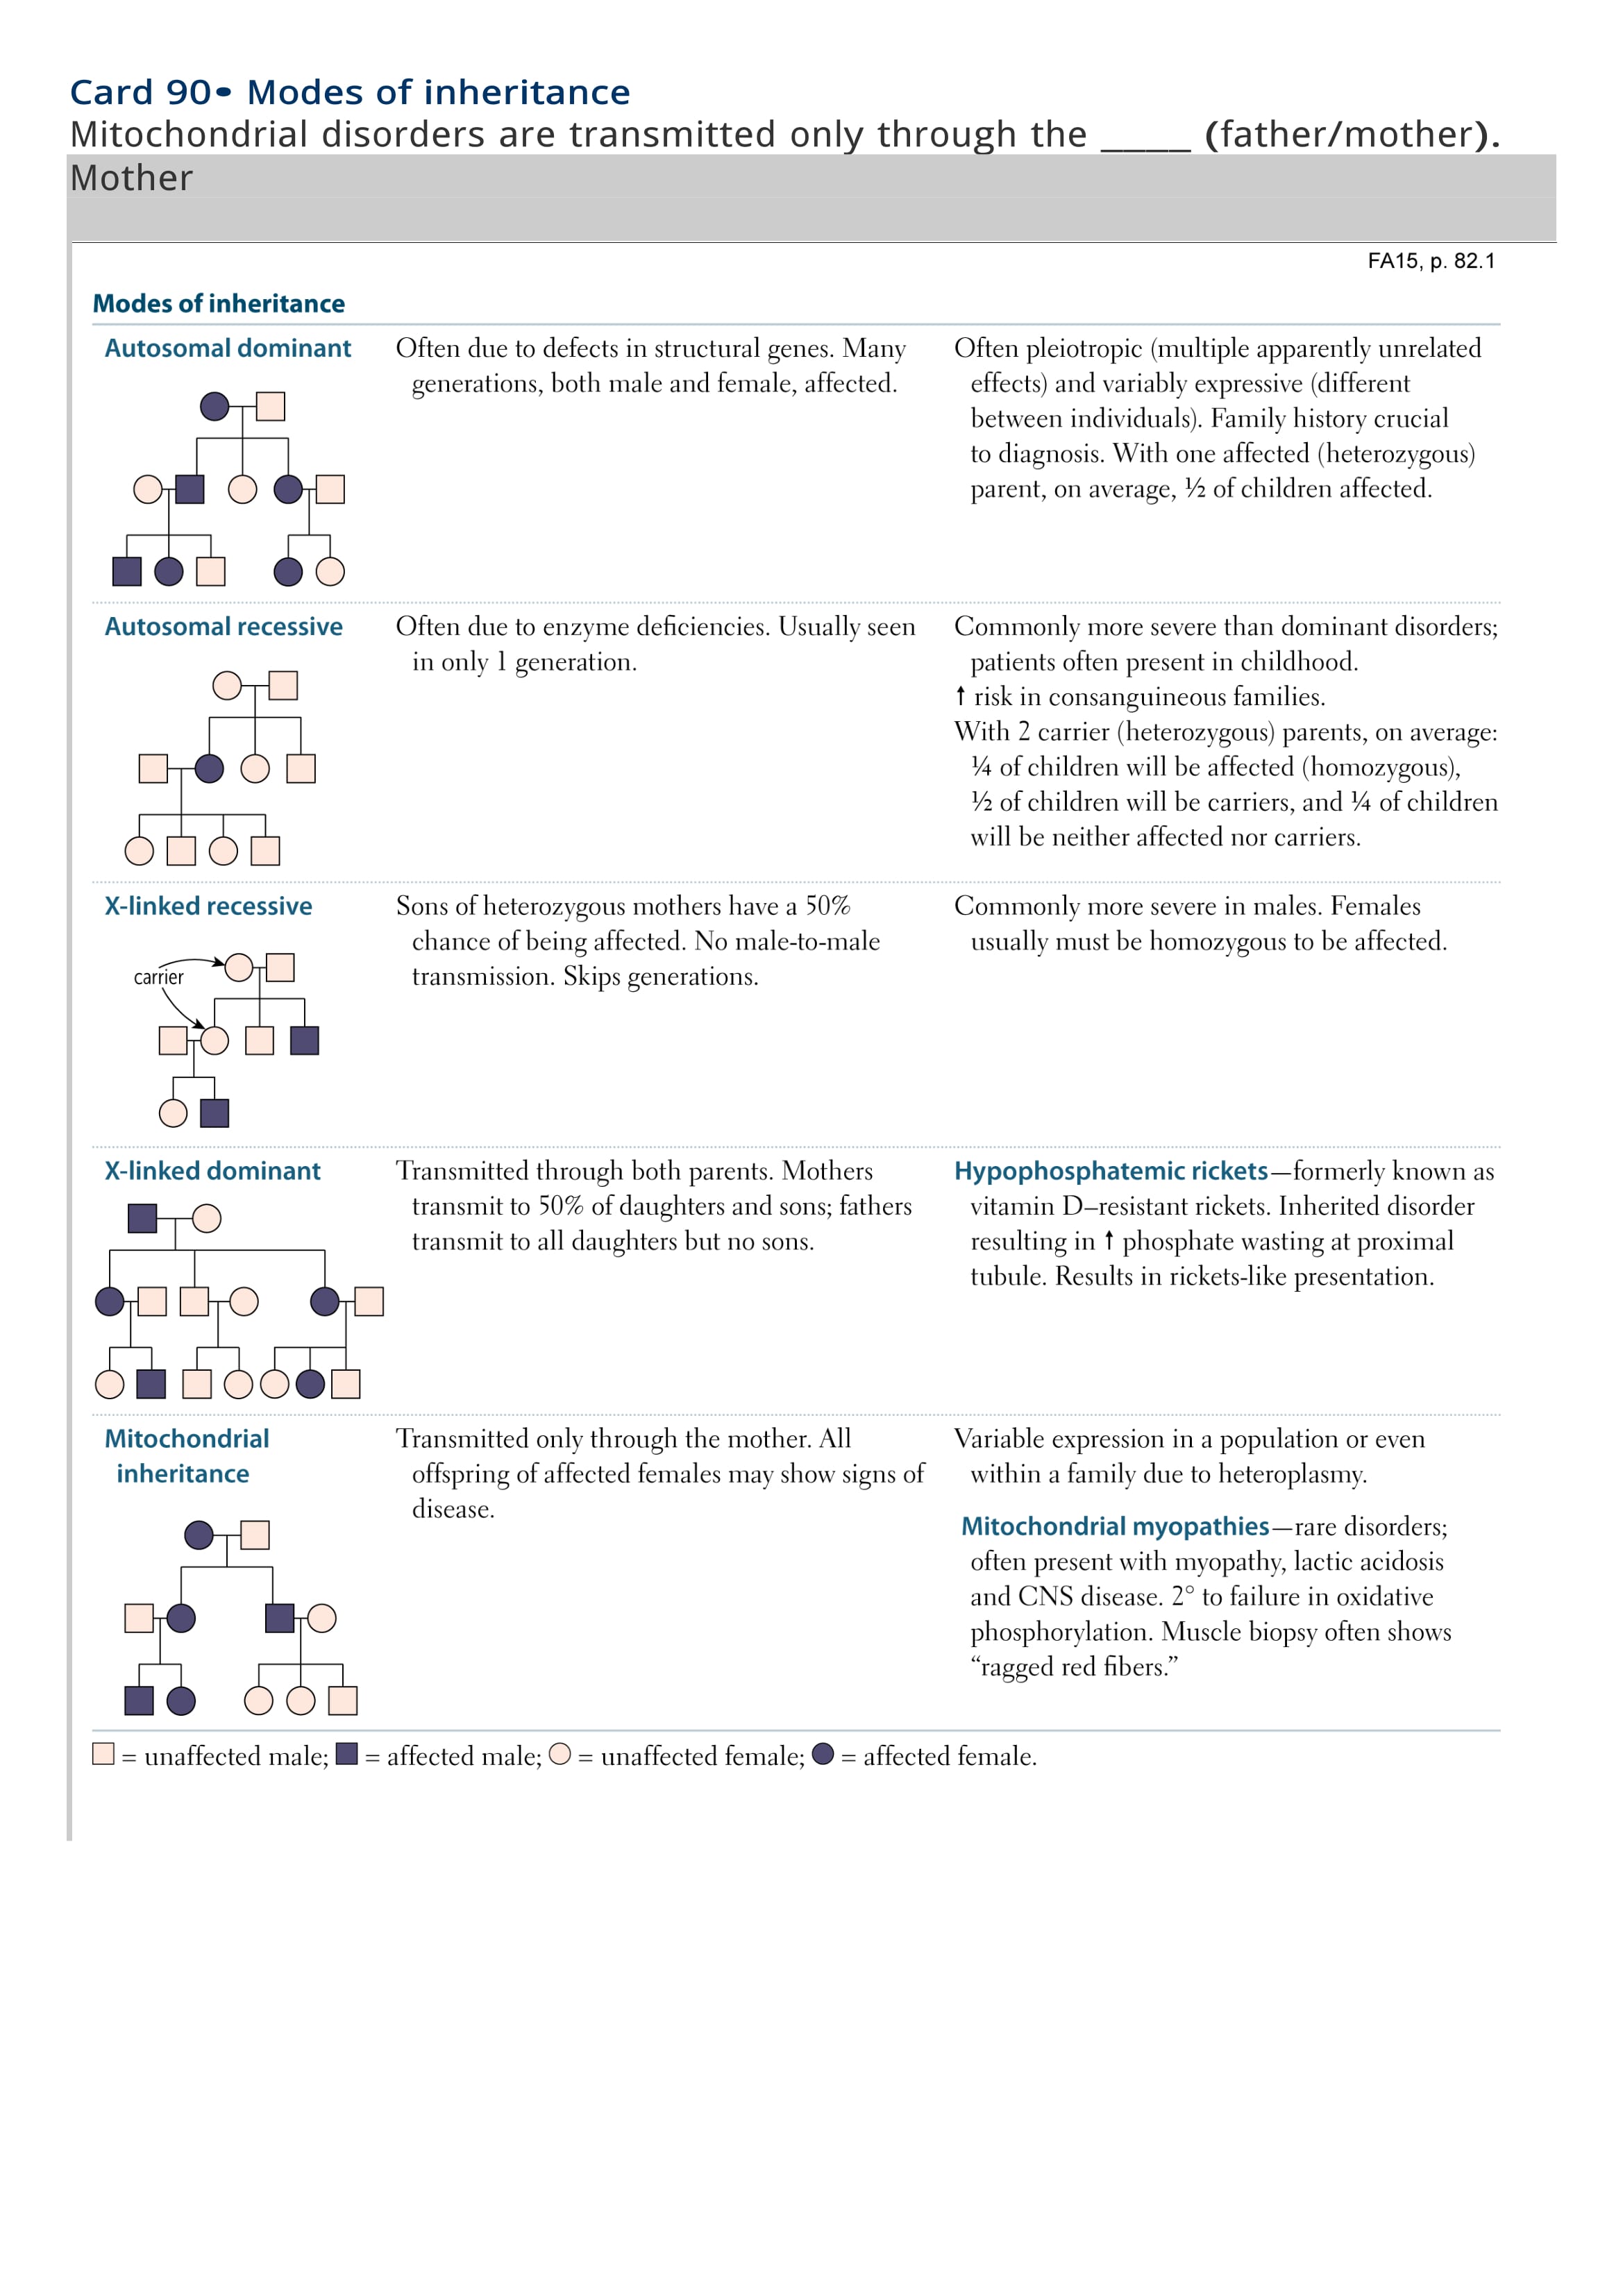 Card 90• Modes of inheritance
Mitochondrial disorders are transmitted only through the ____ (father/mother).
Mother
FA15, p. 82.1
Modes of inheritance
Autosomal dominant
Often due to defects in structural genes. Many
generations, both male and female, affected.
Often pleiotropic (multiple apparently unrelated
effects) and variably expressive (different
between individuals). Family history crucial
to diagnosis. With one affected (heterozygous)
parent, on average, ½ of children affected.
Autosomal recessive
Often due to enzyme deficiencies. Usually seen
in only 1 generation.
Commonly more severe than dominant disorders;
patients often present in childhood.
↑ risk in consanguineous families.
With 2 carrier (heterozygous) parents, on average:
¼ of children will be affected (homozygous),
½ of children will be carriers, and ¼ of children
will be neither affected nor carriers.
X-linked recessive
carrier
Sons of heterozygous mothers have a 50%
chance of being affected. No male-to-male
transmission. Skips generations.
Commonly more severe in males. Females
usually must be homozygous to be affected.
X-linked dominant
Transmitted through both parents. Mothers
transmit to 50% of daughters and sons; fathers
transmit to all daughters but no sons.
Hypophosphatemic rickets—formerly known as
vitamin D–resistant rickets. Inherited disorder
resulting in ↑ phosphate wasting at proximal
tubule. Results in rickets-like presentation.
Mitochondrial
inheritance
Transmitted only through the mother. All
offspring of affected females may show signs of
disease.
Variable expression in a population or even
within a family due to heteroplasmy.
Mitochondrial myopathies—rare disorders;
often present with myopathy, lactic acidosis
and CNS disease. 2° to failure in oxidative
phosphorylation. Muscle biopsy often shows
“ragged red fibers.”
= unaffected male; = affected male; = unaffected female; = affected female.